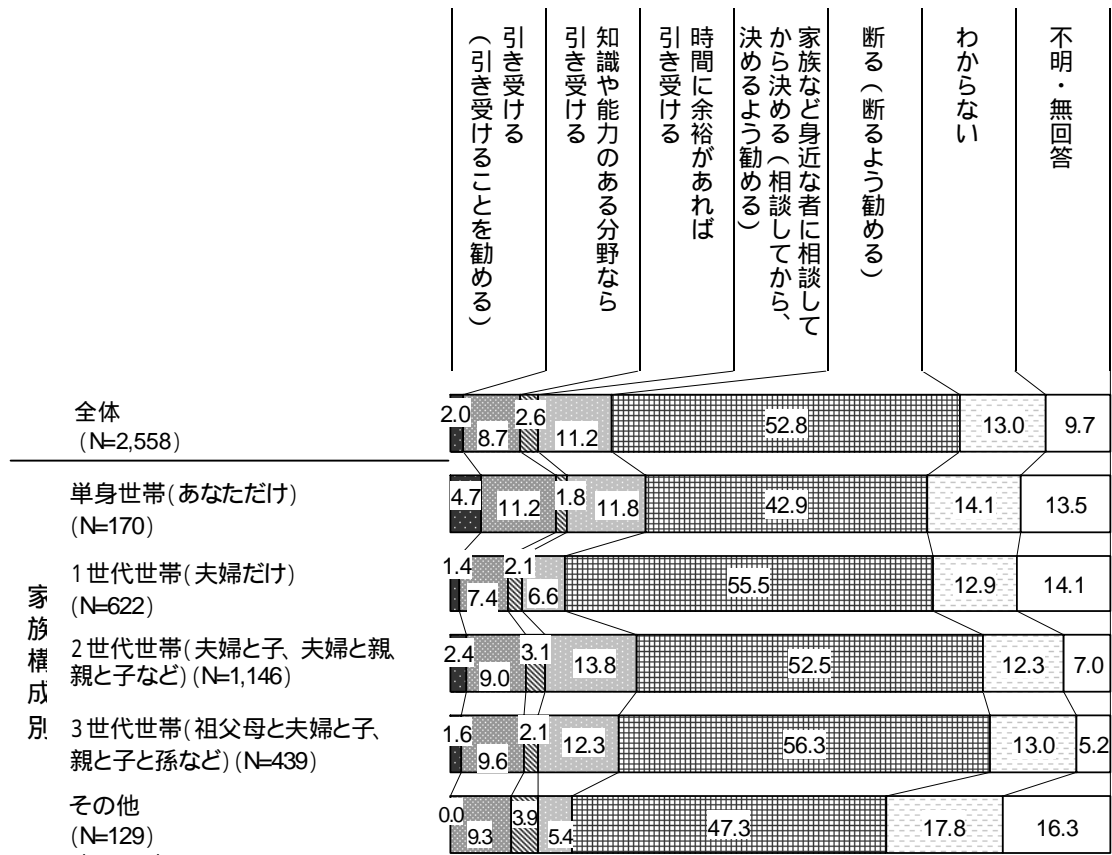 引き受ける
(引き受けることを勧める)
知識や能力のある分野なら
引き受ける
時間に余裕があれば
引き受ける
家族など身近な者に相談して
から決める(相談してから、
決めるよう勧める)
断る(断るよう勧める)
わからない
不明・無回答
全体
(N=2,558)
2.0
8.7
2.6
11.2
52.8
13.0
9.7
家族構成別
単身世帯(あなただけ)
(N=170)
4.7
11.2
1.8
11.8
42.9
14.1
13.5
1世代世帯(夫婦だけ)
(N=622)
1.4
7.4
2.1
6.6
55.5
12.9
14.1
2世代世帯(夫婦と子、夫婦と親、
親と子など)(N=1,146)
2.4
9.0
3.1
13.8
52.5
12.3
7.0
3世代世帯(祖父母と夫婦と子、
親と子と孫など)(N=439)
1.6
9.6
2.1
12.3
56.3
13.0
5.2
その他
(N=129)
0.0
9.3
3.9
5.4
47.3
17.8
16.3